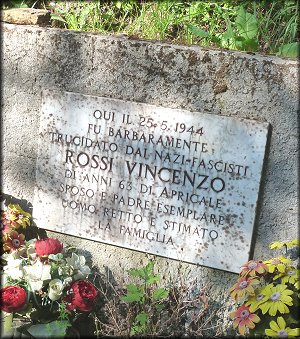 QUI IL 25-5-1944
FU BARBARAMENTE
TRUCIDATO DAI NAZI-FASCISTI
ROSSI VINCENZO
DI ANNI 63 DI APRICALE
SPOSO E PADRE ESEMPLARE
UOMO RETTO E STIMATO
LA FAMIGLIA